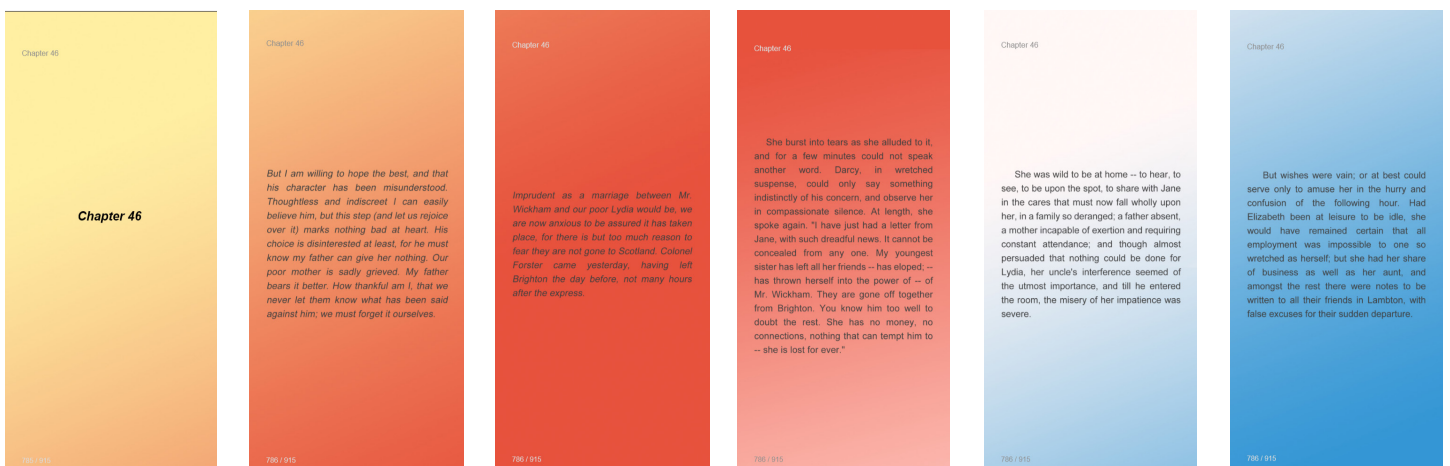 Chapter 46
Chapter 46
785 / 915
Chapter 46
But I am willing to hope the best, and that
his character has been misunderstood.
Thoughtless and indiscreet I can easily
believe him, but this step (and let us rejoice
over it) marks nothing bad at heart. His
choice is disinterested at least, for he must
know my father can give her nothing. Our
poor mother is sadly grieved. My father
bears it better. How thankful am I, that we
never let them know what has been said
against him; we must forget it ourselves.
786 / 915
Chapter 46
Imprudent as a marriage between Mr.
Wickham and our poor Lydia would be, we
are now anxious to be assured it has taken
place, for there is but too much reason to
fear they are not gone to Scotland. Colonel
Forster came yesterday, having left
Brighton the day before, not many hours
after the express.
786 / 915
Chapter 46
She burst into tears as she alluded to it,
and for a few minutes could not speak
another word. Darcy, in wretched
suspense, could only say something
indistinctly of his concern, and observe her
in compassionate silence. At length, she
spoke again. "I have just had a letter from
Jane, with such dreadful news. It cannot be
concealed from any one. My youngest
sister has left all her friends -- has eloped; --
has thrown herself into the power of -- of
Mr. Wickham. They are gone off together
from Brighton. You know him too well to
doubt the rest. She has no money, no
connections, nothing that can tempt him to
-- she is lost for ever."
786 / 915
Chapter 46
She was wild to be at home -- to hear, to
see, to be upon the spot, to share with Jane
in the cares that must now fall wholly upon
her, in a family so deranged; a father absent,
a mother incapable of exertion and requiring
constant attendance; and though almost
persuaded that nothing could be done for
Lydia, her uncle's interference seemed of
the utmost importance, and till he entered
the room, the misery of her impatience was
severe.
786 / 915
Chapter 46
But wishes were vain; or at best could
serve only to amuse her in the hurry and
confusion of the following hour. Had
Elizabeth been at leisure to be idle, she
would have remained certain that all
employment was impossible to one so
wretched as herself; but she had her share
of business as well as her aunt, and
amongst the rest there were notes to be
written to all their friends in Lambton, with
false excuses for their sudden departure.
786 / 915